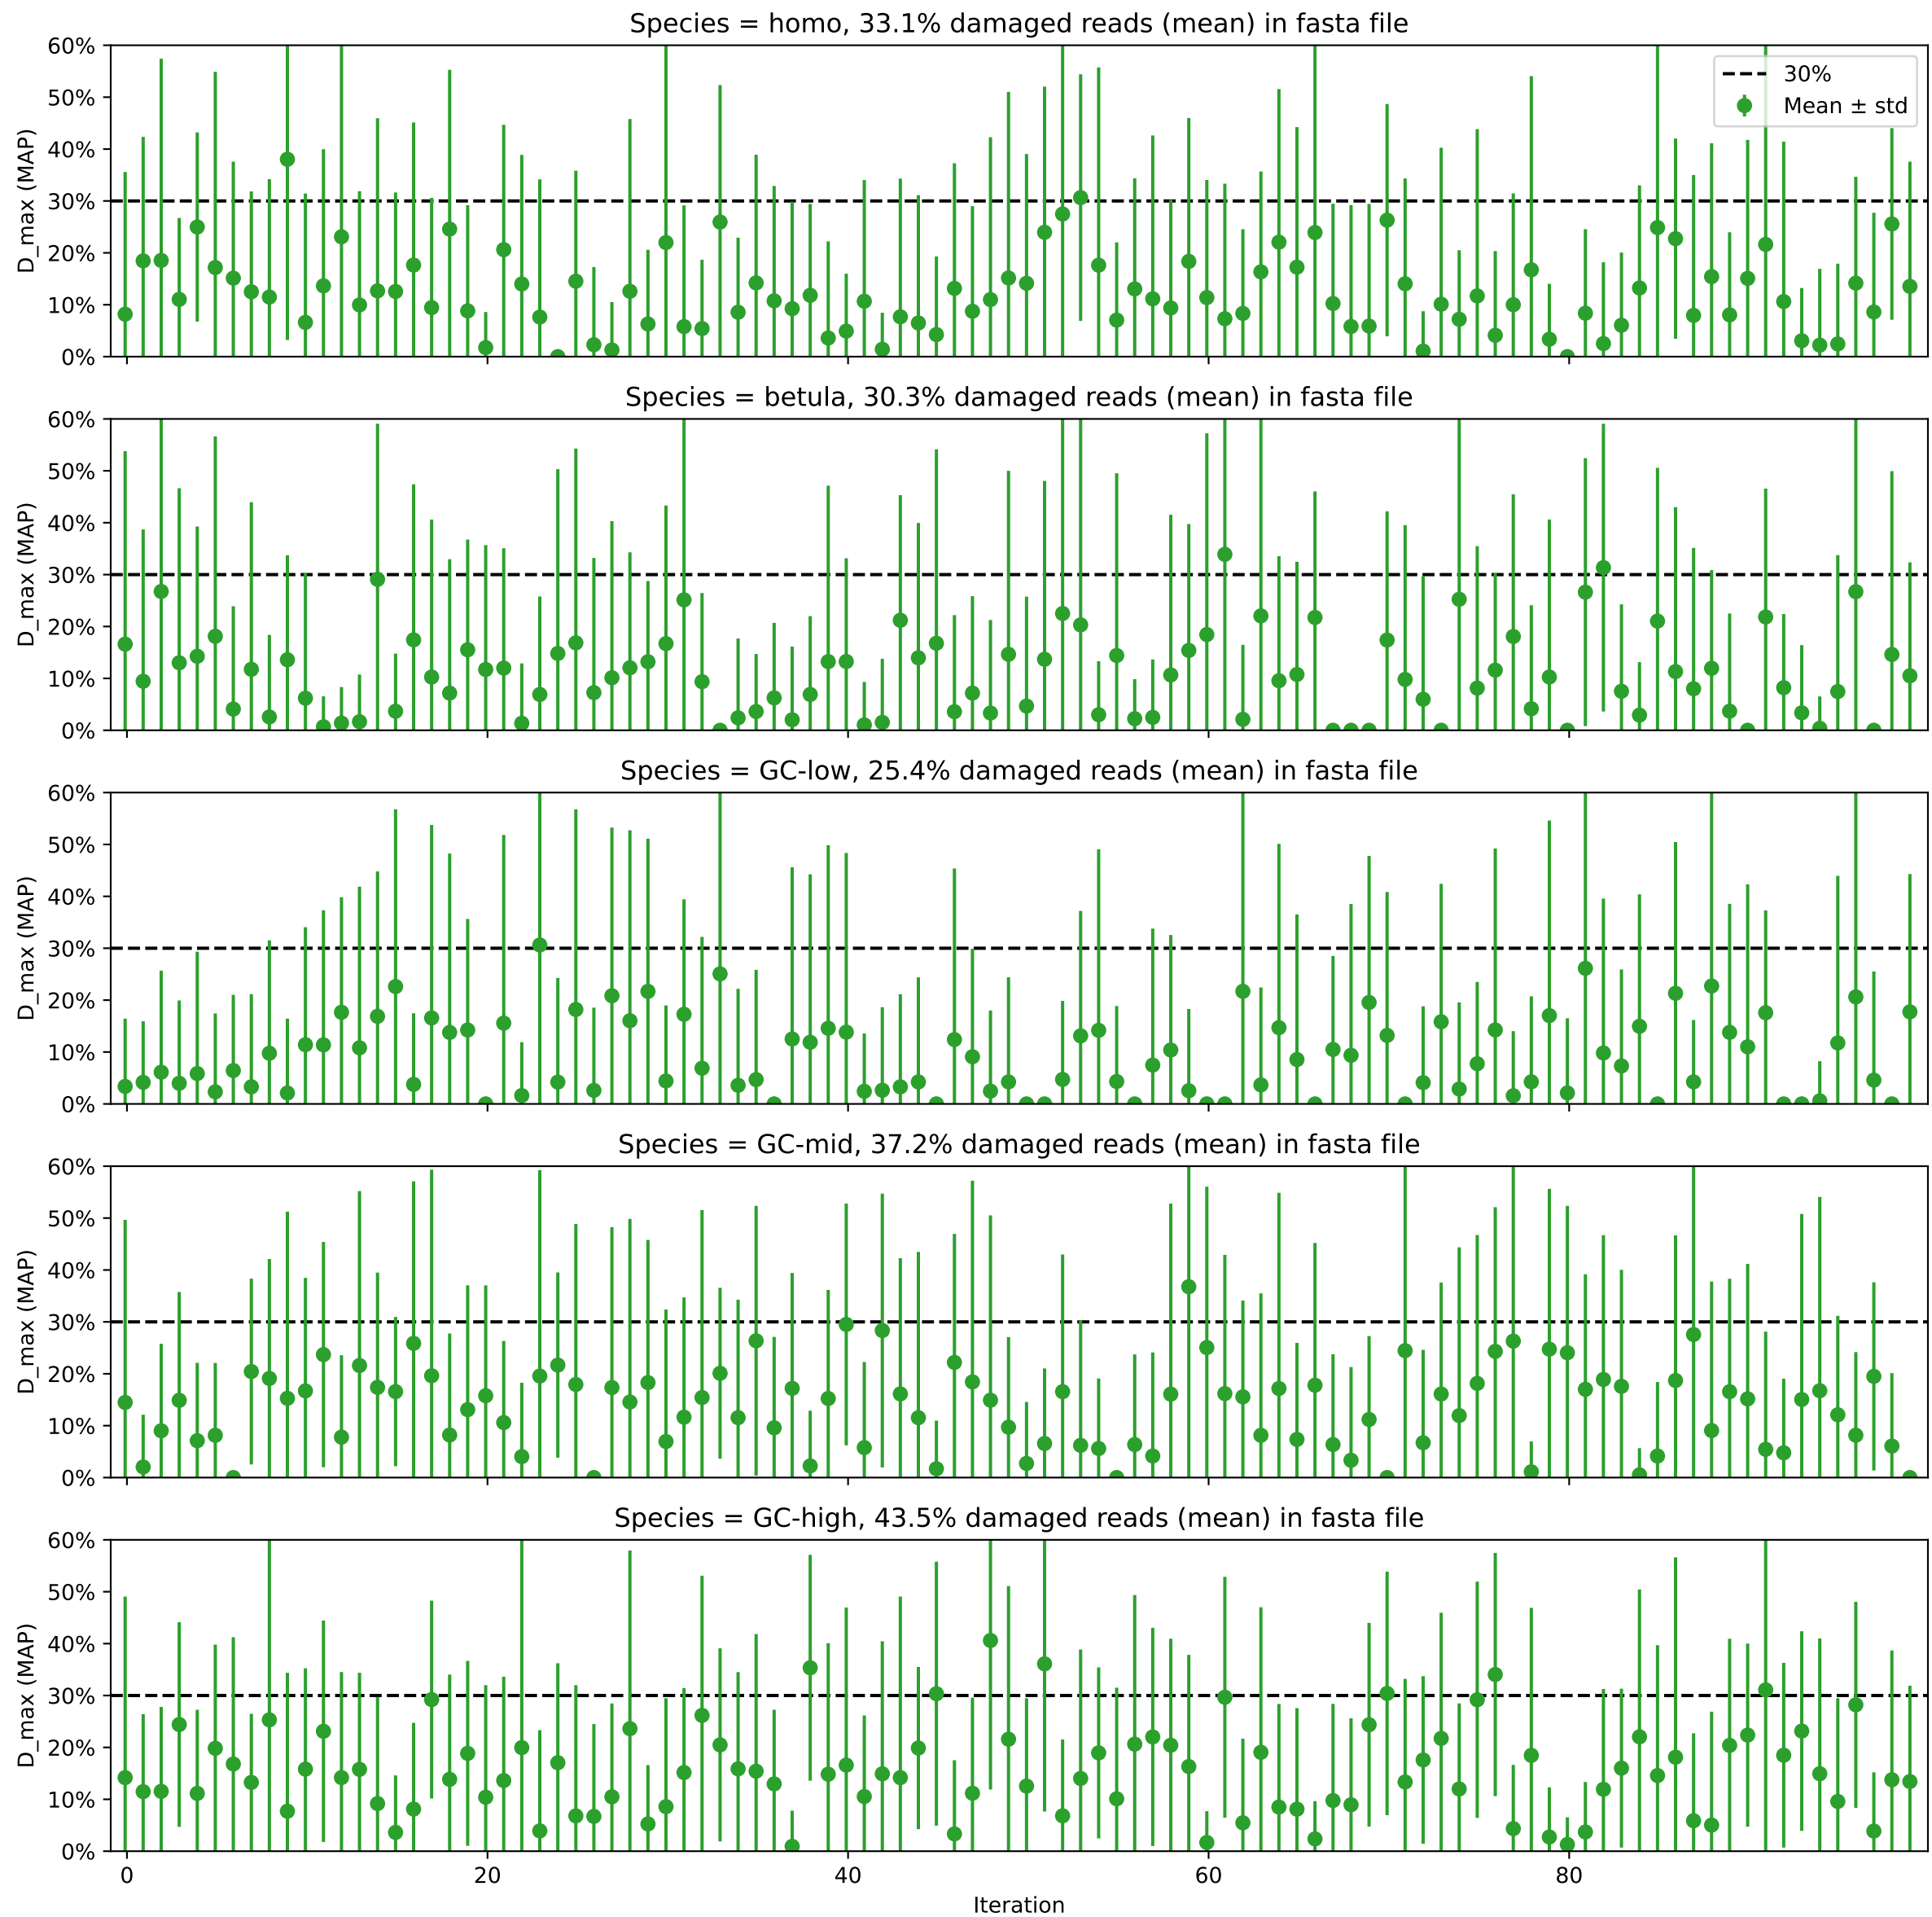 Species = homo, 33.1% damaged reads (mean) in fasta file
60%
50%
40%
30%
20%
10%
0%
D_max (MAP)
30%
Mean ± std
Species = betula, 30.3% damaged reads (mean) in fasta file
60%
50%
40%
30%
20%
10%
0%
D_max (MAP)
Species = GC-low, 25.4% damaged reads (mean) in fasta file
60%
50%
40%
30%
20%
10%
0%
D_max (MAP)
Species = GC-mid, 37.2% damaged reads (mean) in fasta file
60%
50%
40%
30%
20%
10%
0%
D_max (MAP)
Species = GC-high, 43.5% damaged reads (mean) in fasta file
60%
50%
40%
30%
20%
10%
0%
D_max (MAP)
0 20 40 60 80
Iteration